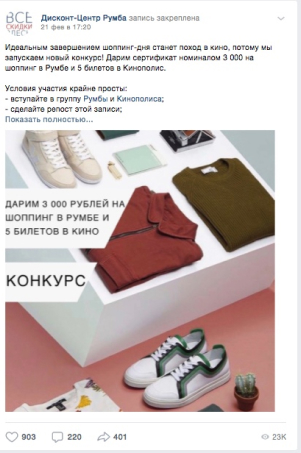 ВСЕ
СКИДКИ
ЗДЕСЬ
Дисконт-Центр Румба запись закреплена
21 фев в 17:20
Идеальным завершением шоппинг-дня станет поход в кино, потому мы
запускаем новый конкурс! Дарим сертификат номиналом 3 000 на
шоппинг в Румбе и 5 билетов в Кинополис.
Условия участия крайне просты:
- вступайте в группу Румбы и Кинополиса;
- сделайте репост этой записи;
Показать полностью...
ДАРИМ 3 000 РУБЛЕЙ НА
ШОППИНГ В РУМБЕ И
5 БИЛЕТОВ В КИНО
КОНКУРС
903 220 401 23K